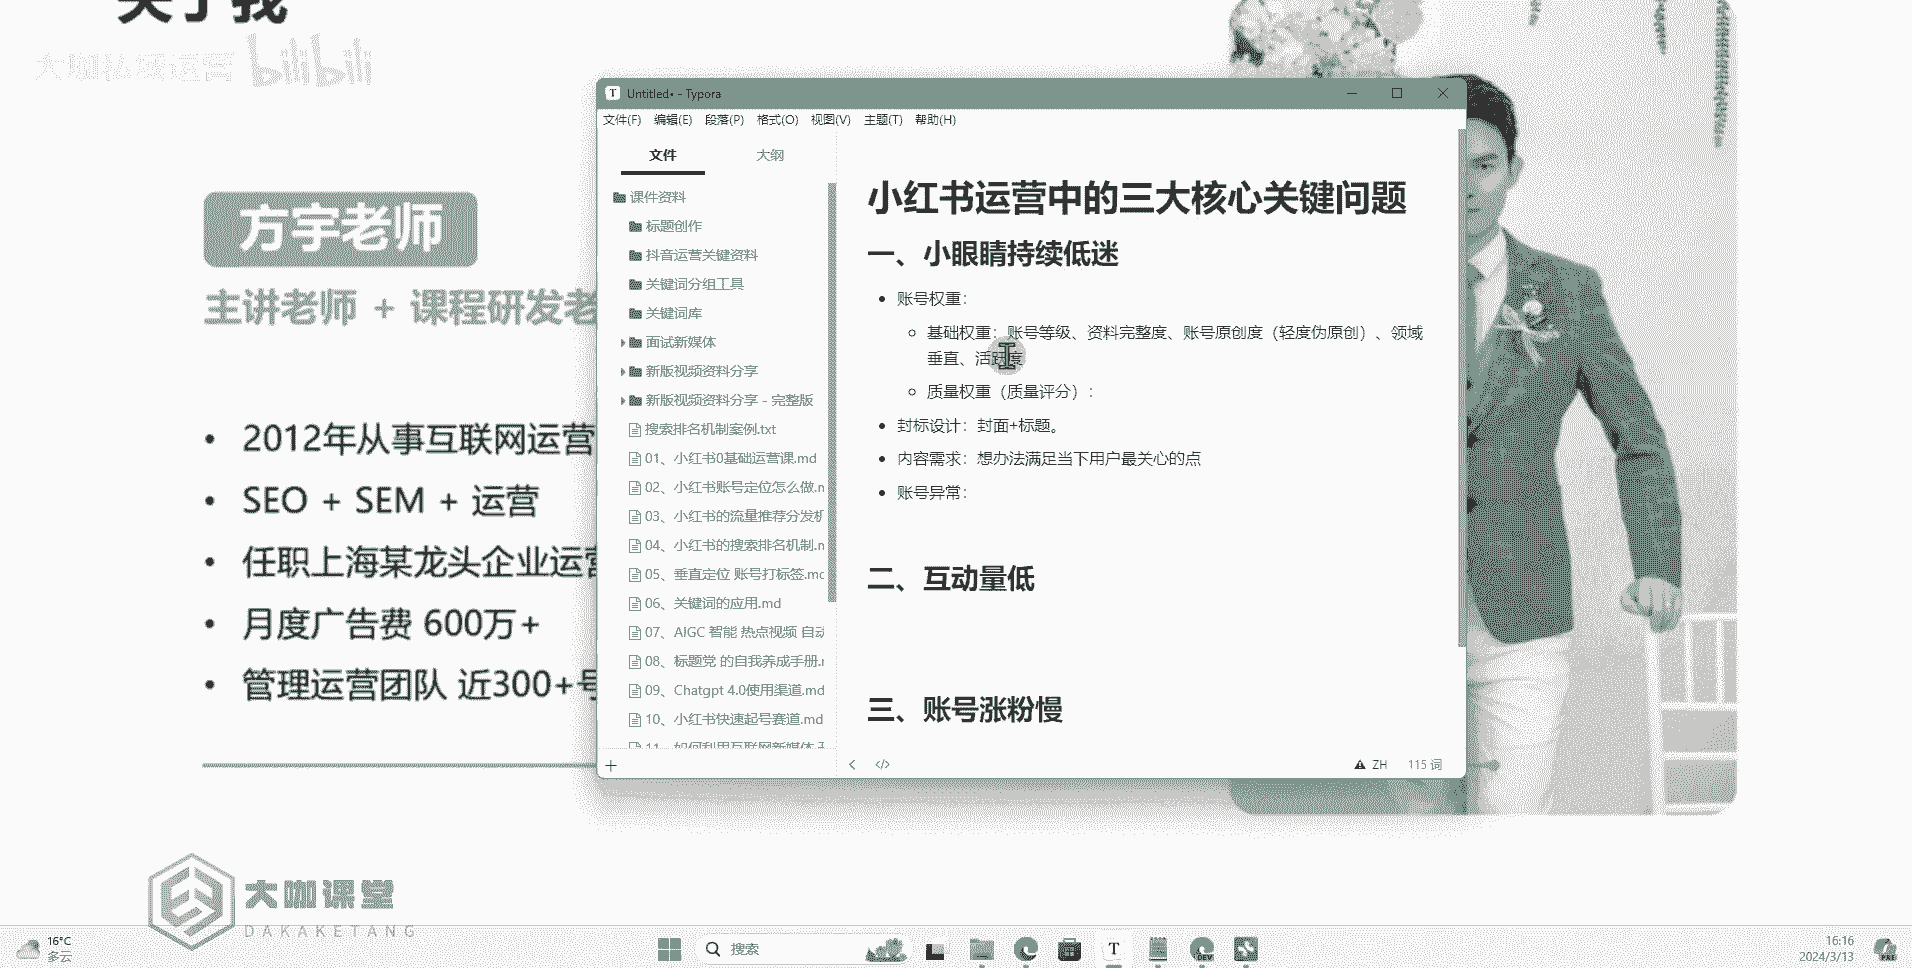 关于我
大咖私域运营 bilibili
方宇老师
主讲老师 + 课程研发老
2012年从事互联网运营
SEO + SEM + 运营
任职上海某龙头企业运营
月度广告费 600万+
管理运营团队 近300+号
大咖课堂
DAKAKETANG
Untitled• - Typora
文件(F) 编辑(E) 段落(P) 格式(O) 视图(V) 主题(T) 帮助(H)
文件 大纲
课件资料
标题创作
抖音运营关键资料
关键词分组工具
关键词库
面试新媒体
新版视频资料分享
新版视频资料分享 - 完整版
搜索排名机制案例.txt
01、小红书0基础运营课.md
02、小红书账号定位怎么做.m
03、小红书的流量推荐分发机
04、小红书的搜索排名机制.m
05、垂直定位 账号打标签.mc
06、关键词的应用.md
07、AIGC 智能 热点视频 自动
08、标题党 的自我养成手册.m
09、Chatgpt 4.0使用渠道.md
10、小红书快速起号赛道.md
11、如何利用互联网新媒体
小红书运营中的三大核心关键问题
一、小眼睛持续低迷
账号权重：
基础权重：账号等级、资料完整度、账号原创度（轻度伪原创）、领域
垂直、活跃度
质量权重（质量评分）：
封标设计：封面+标题。
内容需求：想办法满足当下用户最关心的点
账号异常：
二、互动量低
三、账号涨粉慢
ZH 115 词
16°C
多云
搜索
16:16
2024/3/13